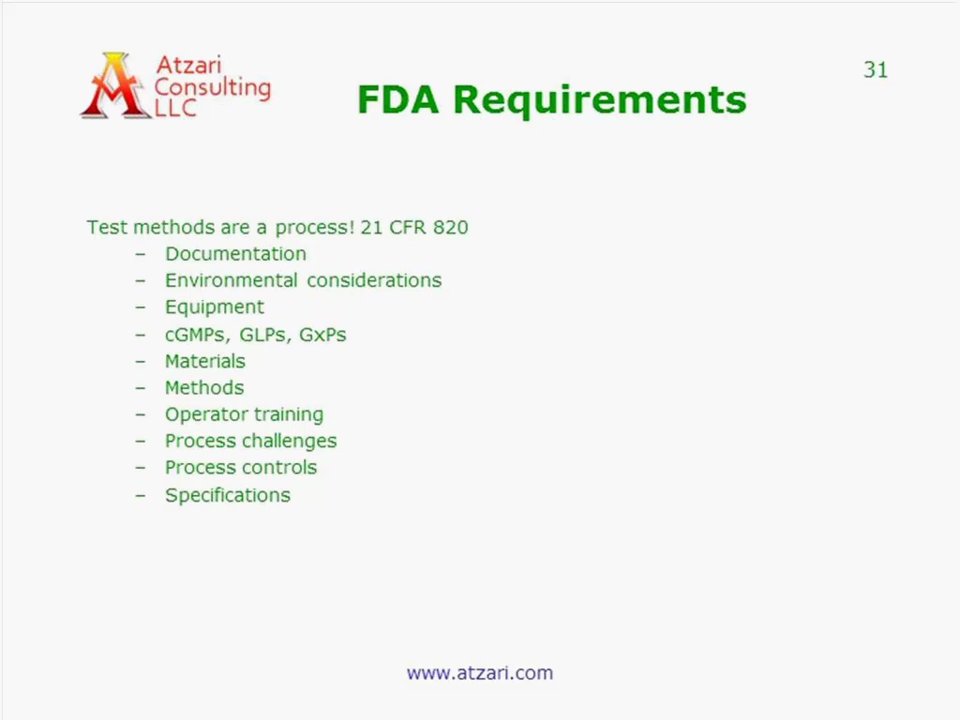 Atzari
Consulting
LLC
FDA Requirements
31
Test methods are a process! 21 CFR 820
– Documentation
– Environmental considerations
– Equipment
– cGMPs, GLPs, GxPs
– Materials
– Methods
– Operator training
– Process challenges
– Process controls
– Specifications
www.atzari.com